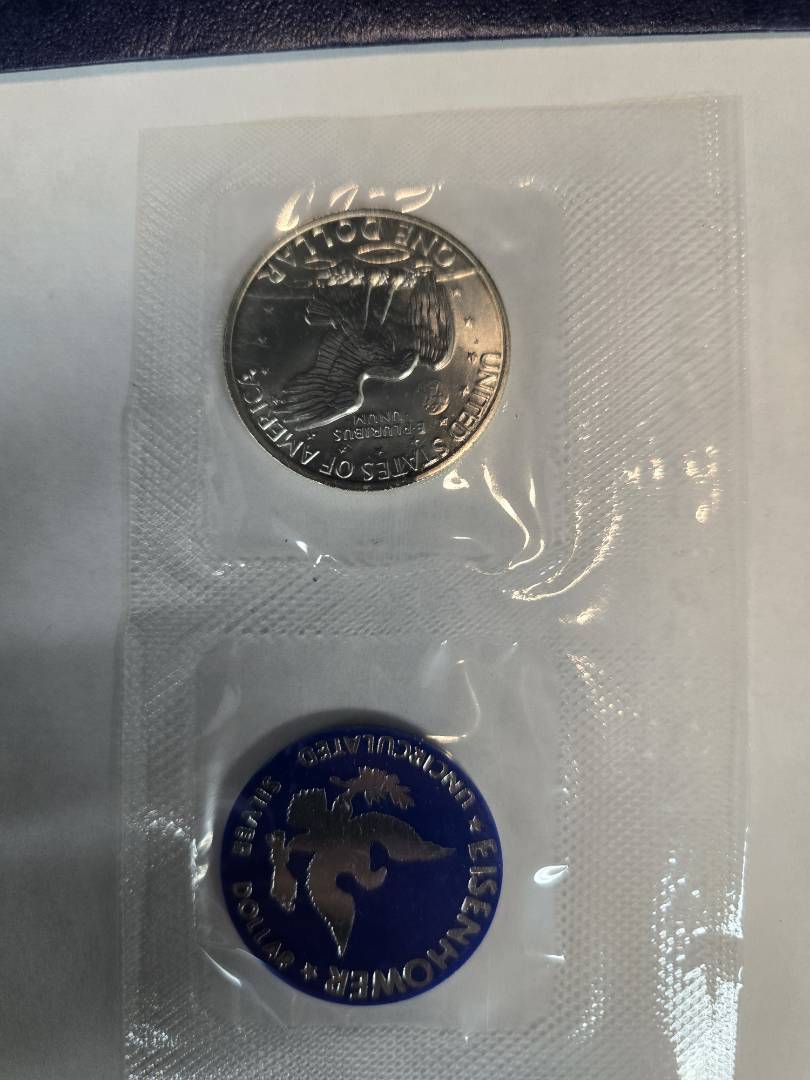 UNITED STATES OF AMERICA
E·PLURIBUS
UNUM
ONE DOLLAR
★ EISENHOWER ★
UNCIRCULATED SILVER DOLLAR